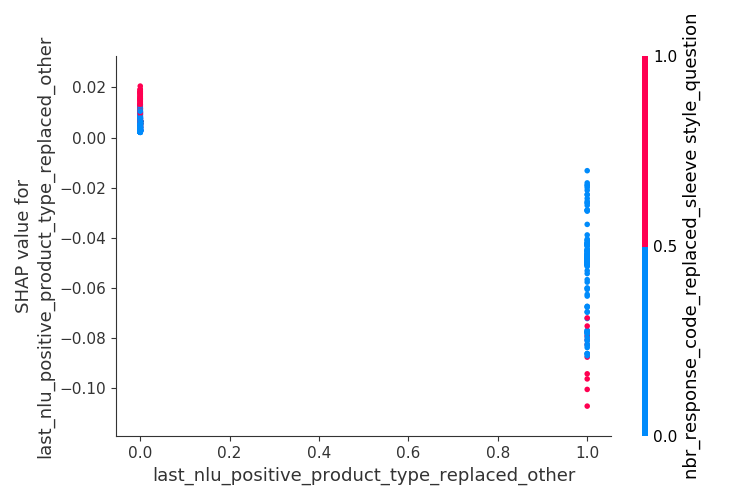 SHAP value for
last_nlu_positive_product_type_replaced_other
0.02
0.00
−0.02
−0.04
−0.06
−0.08
−0.10
0.0 0.2 0.4 0.6 0.8 1.0
last_nlu_positive_product_type_replaced_other
1.0
0.5
0.0
nbr_response_code_replaced_sleeve style_question